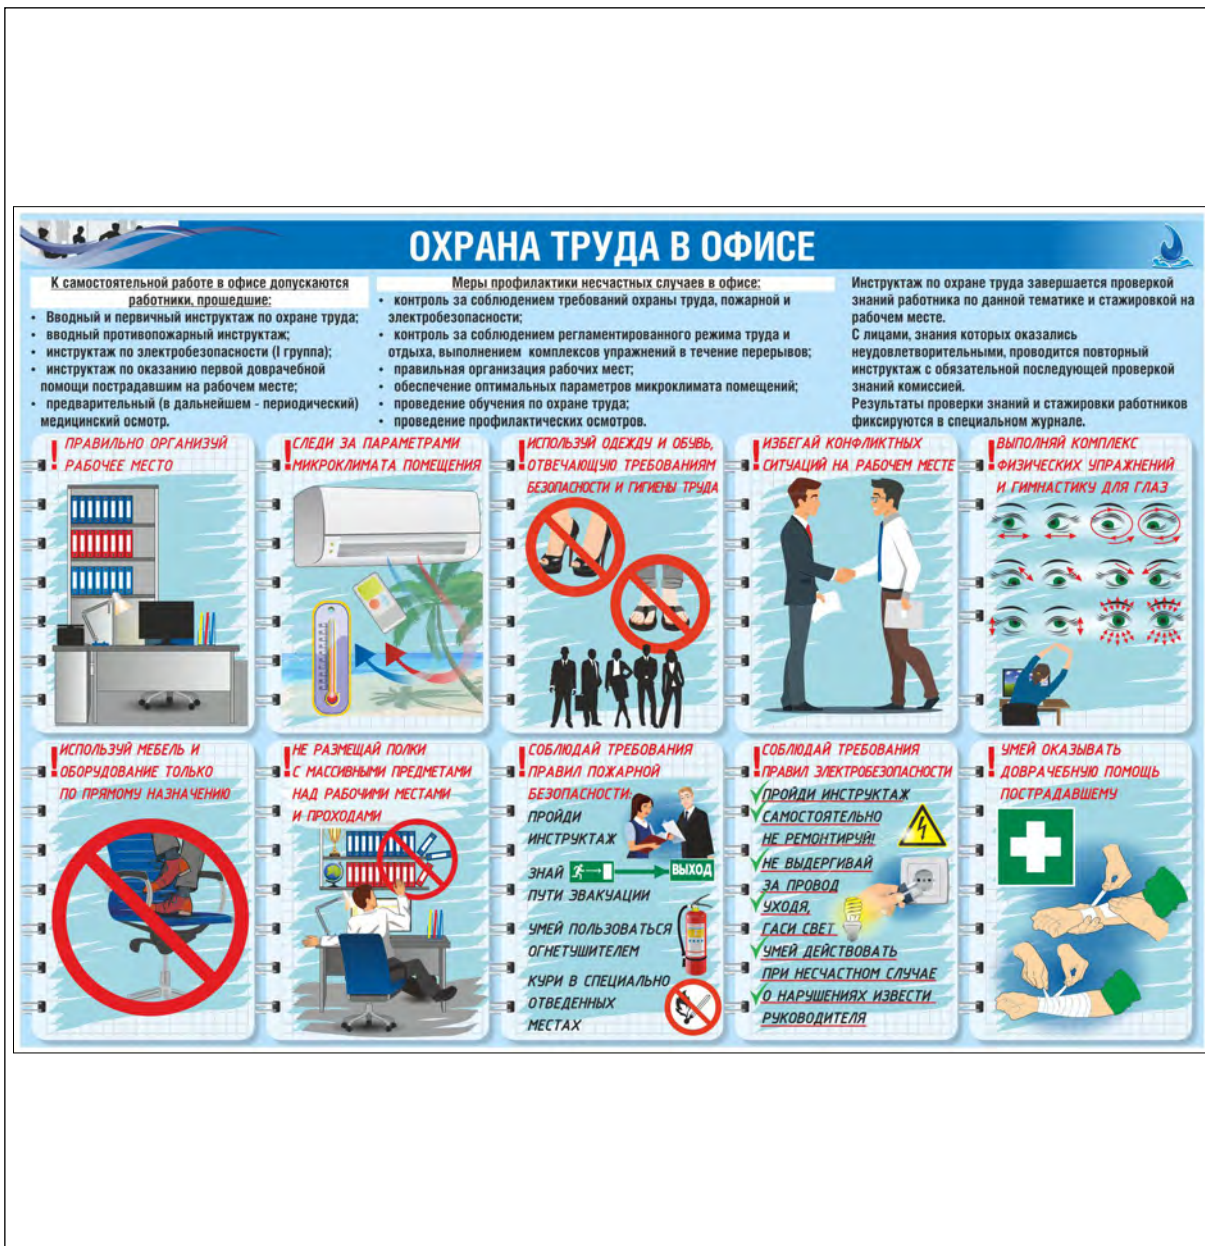 ОХРАНА ТРУДА В ОФИСЕ
К самостоятельной работе в офисе допускаются
работники, прошедшие:
• Вводный и первичный инструктаж по охране труда;
• вводный противопожарный инструктаж;
• инструктаж по электробезопасности (I группа);
• инструктаж по оказанию первой доврачебной
помощи пострадавшим на рабочем месте;
• предварительный (в дальнейшем - периодический)
медицинский осмотр.
Меры профилактики несчастных случаев в офисе:
• контроль за соблюдением требований охраны труда, пожарной и
электробезопасности;
• контроль за соблюдением регламентированного режима труда и
отдыха, выполнением комплексов упражнений в течение перерывов;
• правильная организация рабочих мест;
• обеспечение оптимальных параметров микроклимата помещений;
• проведение обучения по охране труда;
• проведение профилактических осмотров.
Инструктаж по охране труда завершается проверкой
знаний работника по данной тематике и стажировкой на
рабочем месте.
С лицами, знания которых оказались
неудовлетворительными, проводится повторный
инструктаж с обязательной последующей проверкой
знаний комиссией.
Результаты проверки знаний и стажировки работников
фиксируются в специальном журнале.
! ПРАВИЛЬНО ОРГАНИЗУЙ
РАБОЧЕЕ МЕСТО
! СЛЕДИ ЗА ПАРАМЕТРАМИ
МИКРОКЛИМАТА ПОМЕЩЕНИЯ
! ИСПОЛЬЗУЙ ОДЕЖДУ И ОБУВЬ,
ОТВЕЧАЮЩУЮ ТРЕБОВАНИЯМ
БЕЗОПАСНОСТИ И ГИГИЕНЫ ТРУДА
! ИЗБЕГАЙ КОНФЛИКТНЫХ
СИТУАЦИЙ НА РАБОЧЕМ МЕСТЕ
! ВЫПОЛНЯЙ КОМПЛЕКС
ФИЗИЧЕСКИХ УПРАЖНЕНИЙ
И ГИМНАСТИКУ ДЛЯ ГЛАЗ
! ИСПОЛЬЗУЙ МЕБЕЛЬ И
ОБОРУДОВАНИЕ ТОЛЬКО
ПО ПРЯМОМУ НАЗНАЧЕНИЮ
! НЕ РАЗМЕЩАЙ ПОЛКИ
С МАССИВНЫМИ ПРЕДМЕТАМИ
НАД РАБОЧИМИ МЕСТАМИ
И ПРОХОДАМИ
! СОБЛЮДАЙ ТРЕБОВАНИЯ
ПРАВИЛ ПОЖАРНОЙ
БЕЗОПАСНОСТИ:
ПРОЙДИ
ИНСТРУКТАЖ
ЗНАЙ ВЫХОД
ПУТИ ЭВАКУАЦИИ
УМЕЙ ПОЛЬЗОВАТЬСЯ
ОГНЕТУШИТЕЛЕМ
КУРИ В СПЕЦИАЛЬНО
ОТВЕДЕННЫХ
МЕСТАХ
! СОБЛЮДАЙ ТРЕБОВАНИЯ
ПРАВИЛ ЭЛЕКТРОБЕЗОПАСНОСТИ
ПРОЙДИ ИНСТРУКТАЖ
САМОСТОЯТЕЛЬНО
НЕ РЕМОНТИРУЙ!
НЕ ВЫДЕРГИВАЙ
ЗА ПРОВОД
УХОДЯ,
ГАСИ СВЕТ
УМЕЙ ДЕЙСТВОВАТЬ
ПРИ НЕСЧАСТНОМ СЛУЧАЕ
О НАРУШЕНИЯХ ИЗВЕСТИ
РУКОВОДИТЕЛЯ
! УМЕЙ ОКАЗЫВАТЬ
ДОВРАЧЕБНУЮ ПОМОЩЬ
ПОСТРАДАВШЕМУ